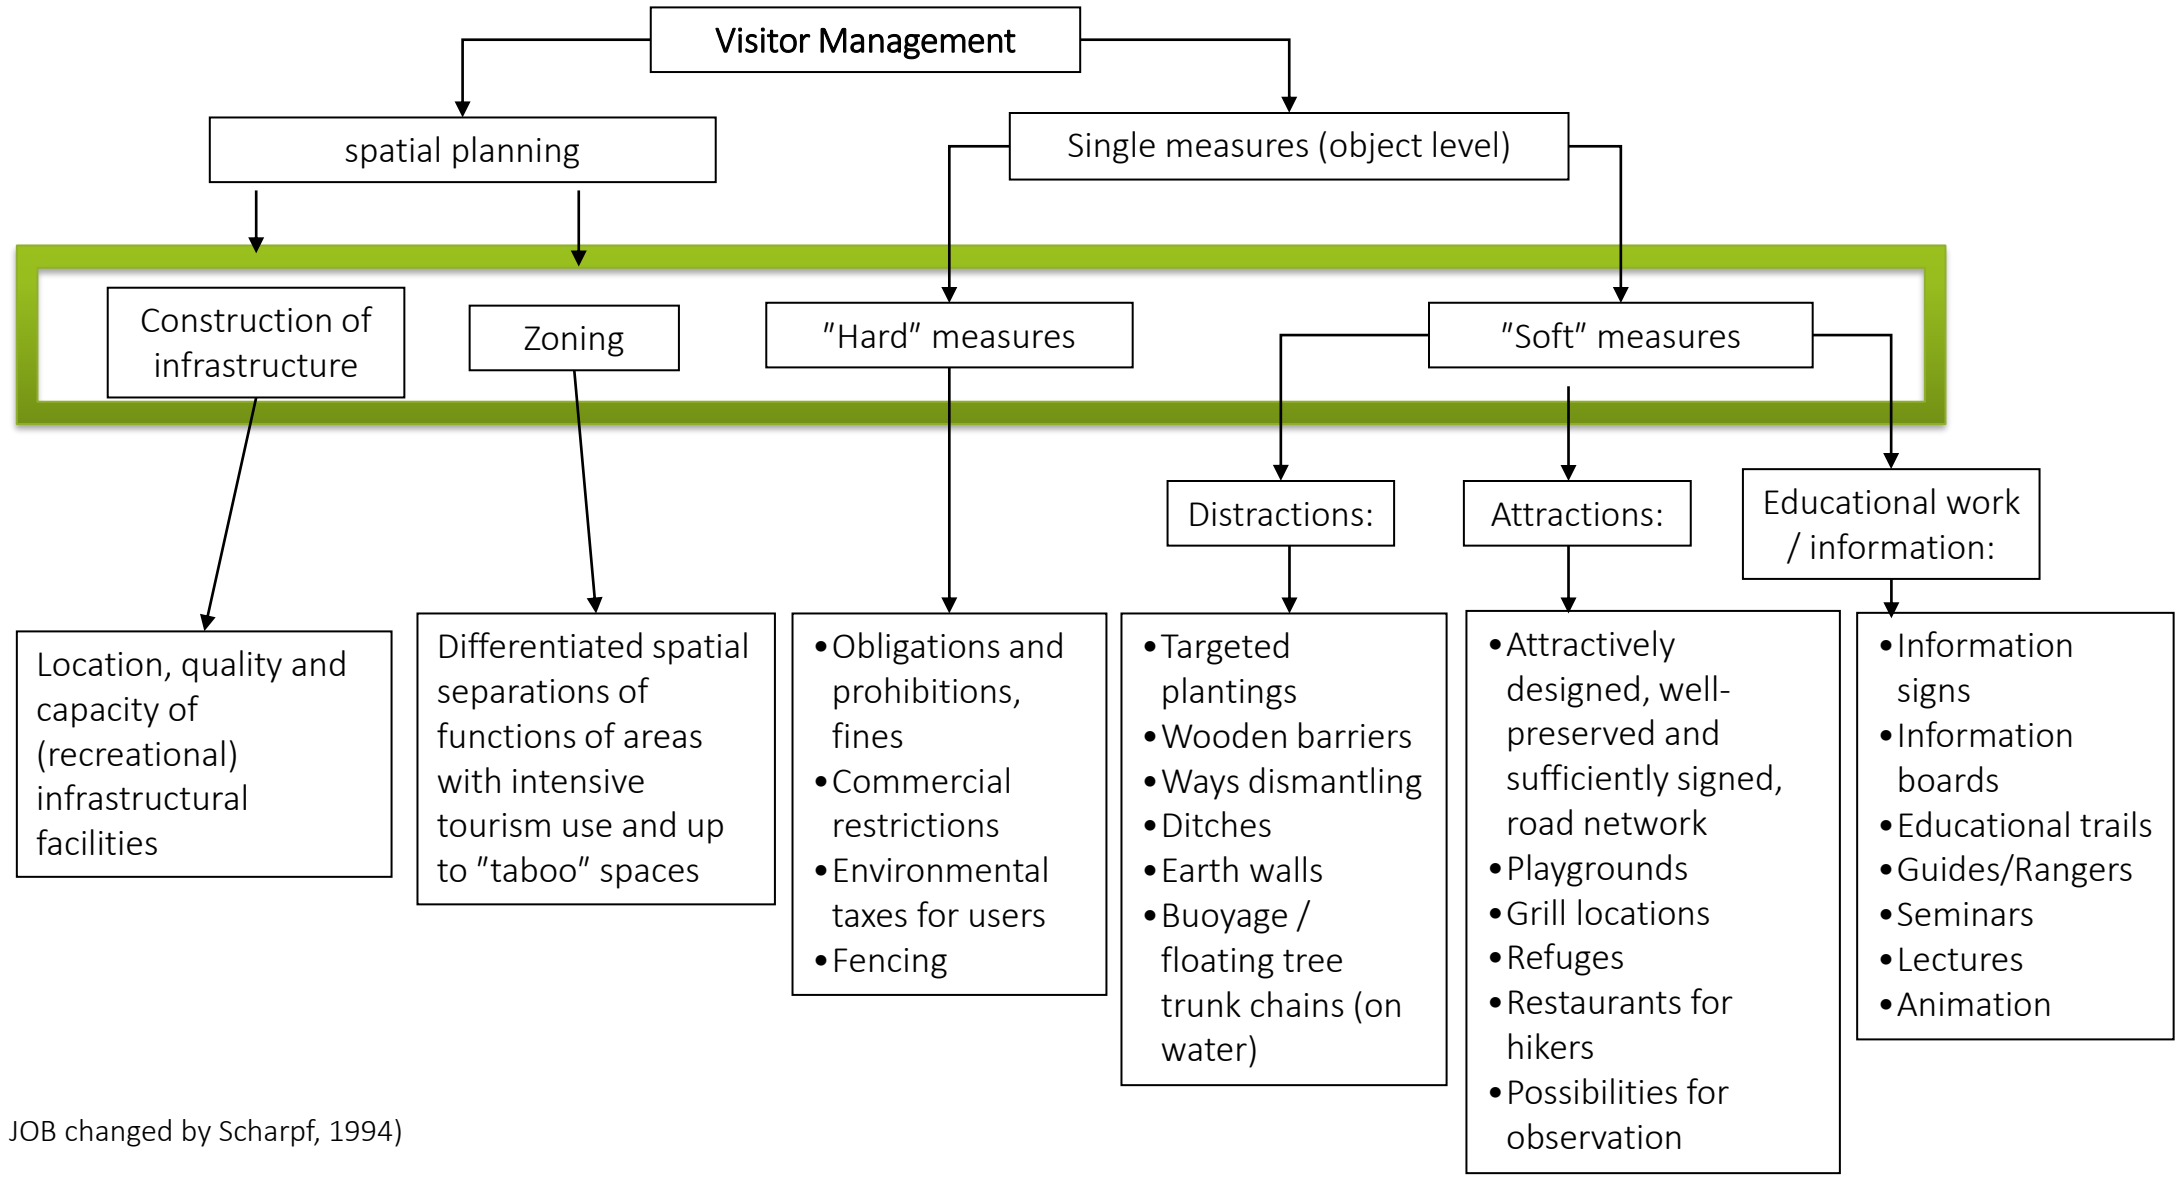 Visitor Management
spatial planning
Single measures (object level)
Construction of
infrastructure
Zoning
"Hard" measures
"Soft" measures
Distractions:
Attractions:
Educational work
/ information:
Location, quality and
capacity of
(recreational)
infrastructural
facilities
Differentiated spatial
separations of
functions of areas
with intensive
tourism use and up
to "taboo" spaces
•Obligations and
prohibitions,
fines
•Commercial
restrictions
•Environmental
taxes for users
•Fencing
•Targeted
plantings
•Wooden barriers
•Ways dismantling
•Ditches
•Earth walls
•Buoyage /
floating tree
trunk chains (on
water)
•Attractively
designed, well-
preserved and
sufficiently signed,
road network
•Playgrounds
•Grill locations
•Refuges
•Restaurants for
hikers
•Possibilities for
observation
•Information
signs
•Information
boards
•Educational trails
•Guides/Rangers
•Seminars
•Lectures
•Animation
JOB changed by Scharpf, 1994)